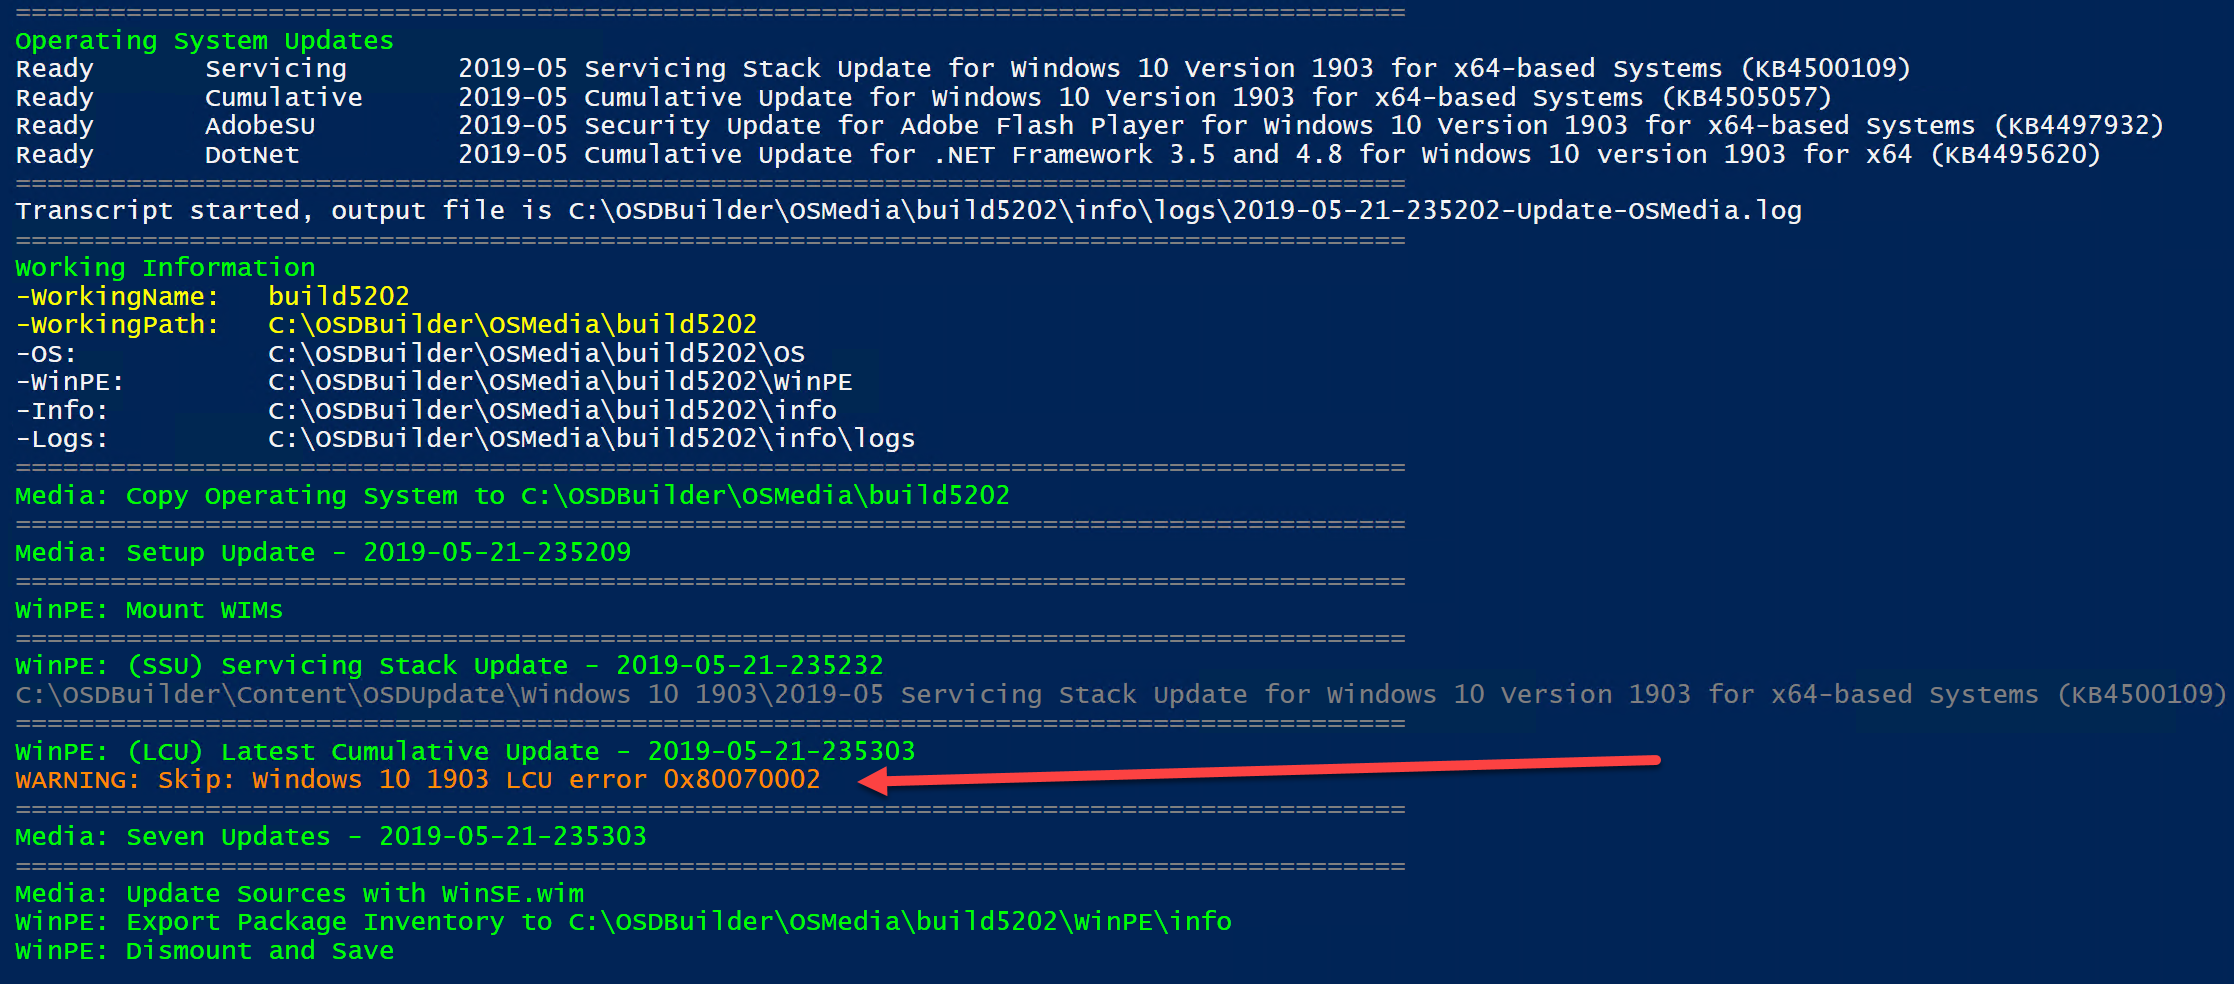 ========================================================================================
Operating System Updates
Ready       Servicing       2019-05 Servicing Stack Update for Windows 10 Version 1903 for x64-based Systems (KB4500109)
Ready       Cumulative      2019-05 Cumulative Update for Windows 10 Version 1903 for x64-based Systems (KB4505057)
Ready       AdobeSU         2019-05 Security Update for Adobe Flash Player for Windows 10 Version 1903 for x64-based Systems (KB4497932)
Ready       DotNet          2019-05 Cumulative Update for .NET Framework 3.5 and 4.8 for Windows 10 version 1903 for x64 (KB4495620)
========================================================================================
Transcript started, output file is C:\OSDBuilder\OSMedia\build5202\info\logs\2019-05-21-235202-Update-OSMedia.log
========================================================================================
Working Information
-WorkingName:   build5202
-WorkingPath:   C:\OSDBuilder\OSMedia\build5202
-OS:            C:\OSDBuilder\OSMedia\build5202\OS
-WinPE:         C:\OSDBuilder\OSMedia\build5202\WinPE
-Info:          C:\OSDBuilder\OSMedia\build5202\info
-Logs:          C:\OSDBuilder\OSMedia\build5202\info\logs
========================================================================================
Media: Copy Operating System to C:\OSDBuilder\OSMedia\build5202
========================================================================================
Media: Setup Update - 2019-05-21-235209
========================================================================================
WinPE: Mount WIMs
========================================================================================
WinPE: (SSU) Servicing Stack Update - 2019-05-21-235232
C:\OSDBuilder\Content\OSDUpdate\Windows 10 1903\2019-05 Servicing Stack Update for Windows 10 Version 1903 for x64-based Systems (KB4500109)
========================================================================================
WinPE: (LCU) Latest Cumulative Update - 2019-05-21-235303
WARNING: Skip: Windows 10 1903 LCU error 0x80070002
========================================================================================
Media: Seven Updates - 2019-05-21-235303
========================================================================================
Media: Update Sources with WinSE.wim
WinPE: Export Package Inventory to C:\OSDBuilder\OSMedia\build5202\WinPE\info
WinPE: Dismount and Save